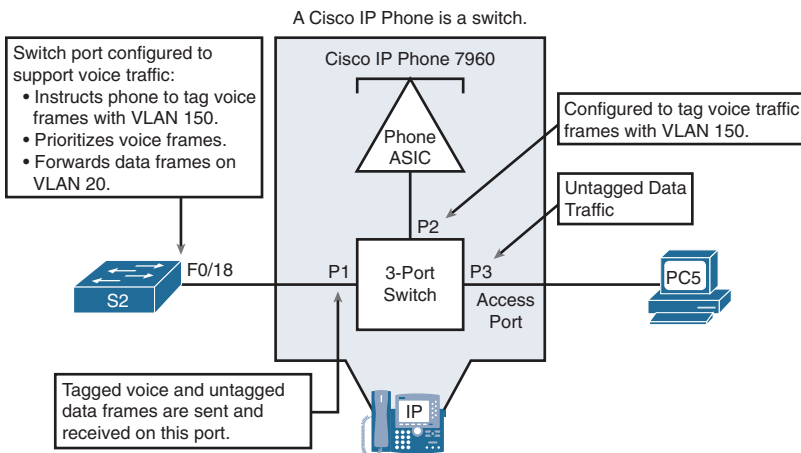 A Cisco IP Phone is a switch.
Switch port configured to
support voice traffic:
• Instructs phone to tag voice
frames with VLAN 150.
• Prioritizes voice frames.
• Forwards data frames on
VLAN 20.
Cisco IP Phone 7960
Phone
ASIC
Configured to tag voice traffic
frames with VLAN 150.
Untagged Data
Traffic
P2
F0/18
P1
3-Port
Switch
P3
Access
Port
S2
PC5
Tagged voice and untagged
data frames are sent and
received on this port.
IP